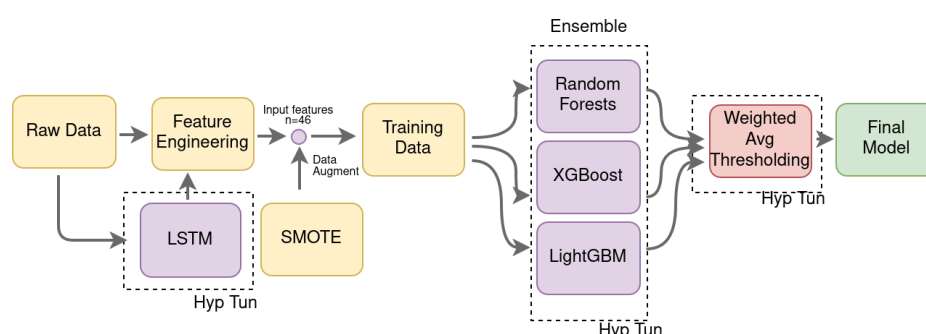 Ensemble
Raw Data
Feature
Engineering
Input features
n=46
Data
Augment
Training
Data
Random
Forests
XGBoost
LightGBM
Weighted
Avg
Thresholding
Final
Model
LSTM
SMOTE
Hyp Tun
Hyp Tun
Hyp Tun